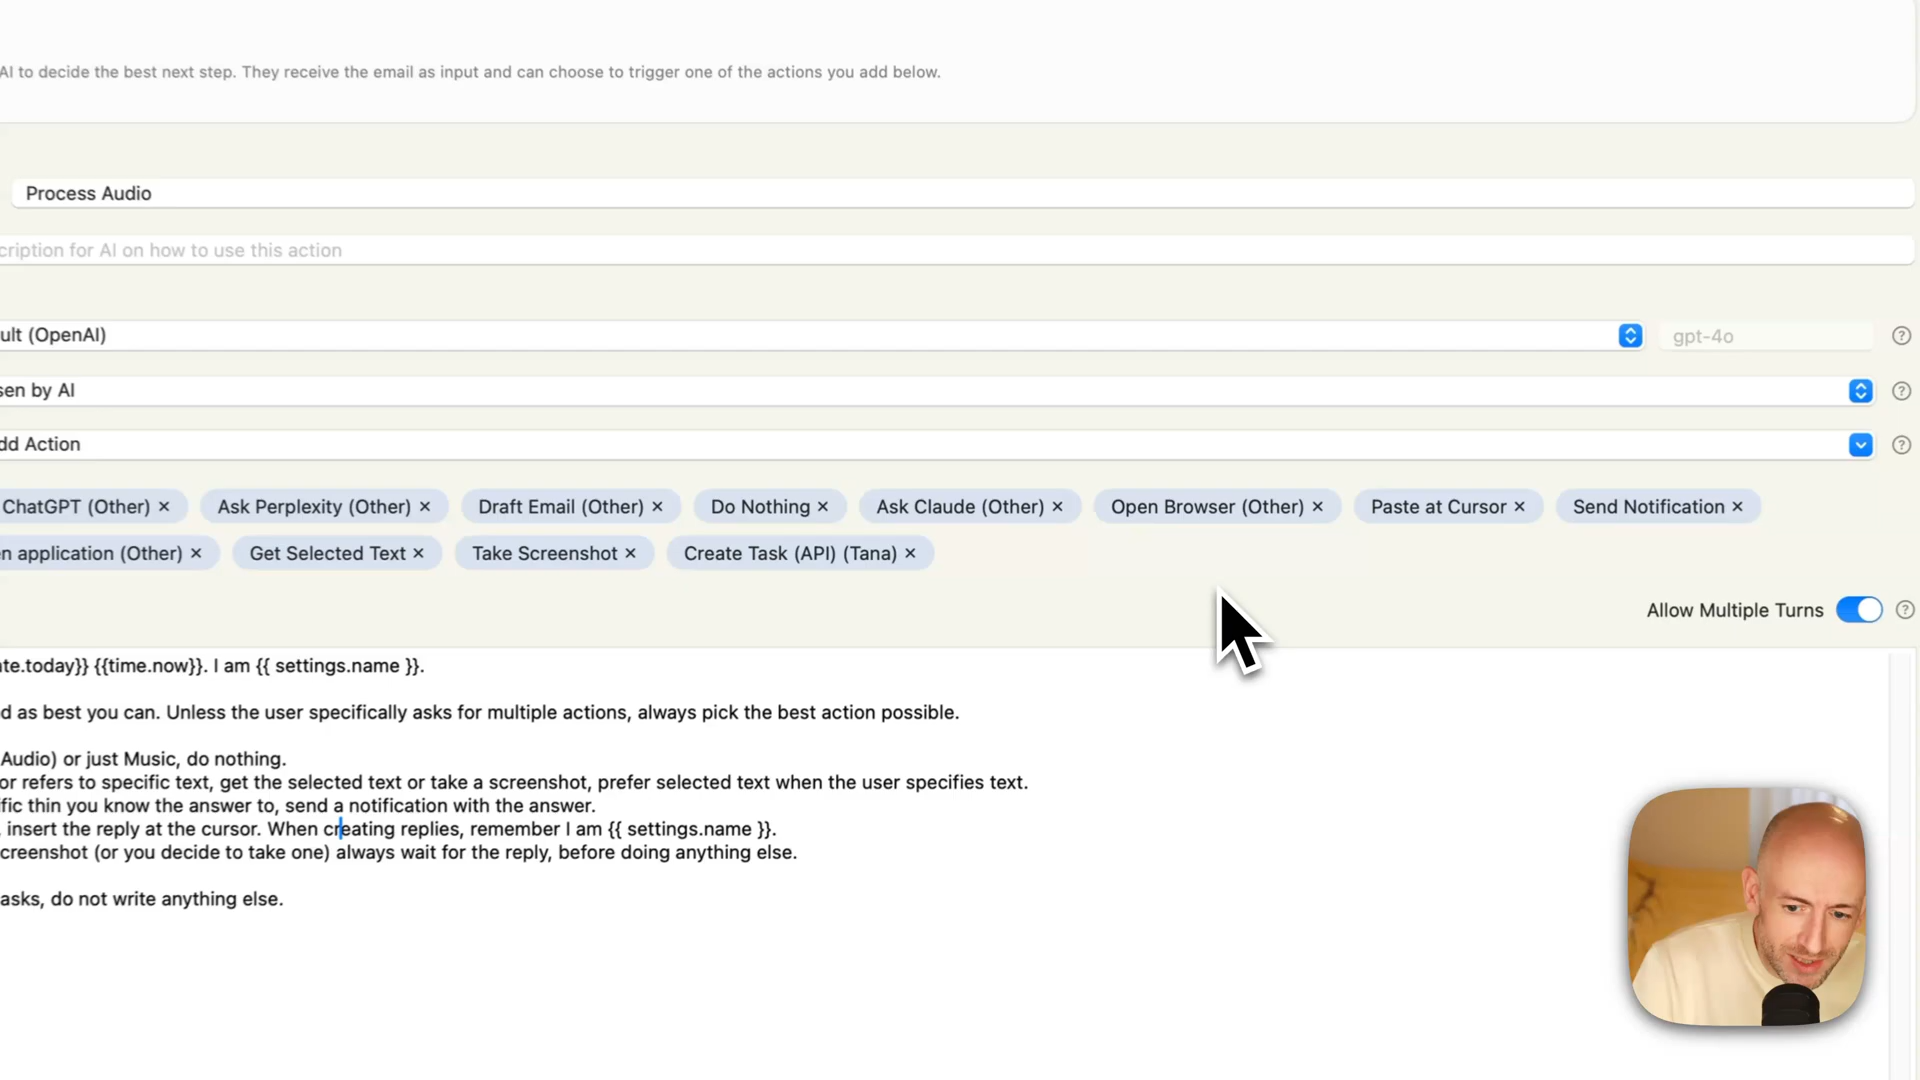 AI to decide the best next step. They receive the email as input and can choose to trigger one of the actions you add below.
Process Audio
cription for AI on how to use this action
ult (OpenAI)
gpt-4o
sen by AI
dd Action
ChatGPT (Other) × Ask Perplexity (Other) × Draft Email (Other) × Do Nothing × Ask Claude (Other) × Open Browser (Other) × Paste at Cursor × Send Notification ×
n application (Other) × Get Selected Text × Take Screenshot × Create Task (API) (Tana) ×
Allow Multiple Turns
te.today}} {{time.now}}. I am {{ settings.name }}.
d as best you can. Unless the user specifically asks for multiple actions, always pick the best action possible.
Audio) or just Music, do nothing.
or refers to specific text, get the selected text or take a screenshot, prefer selected text when the user specifies text.
fic thin you know the answer to, send a notification with the answer.
, insert the reply at the cursor. When creating replies, remember I am {{ settings.name }}.
creenshot (or you decide to take one) always wait for the reply, before doing anything else.
asks, do not write anything else.